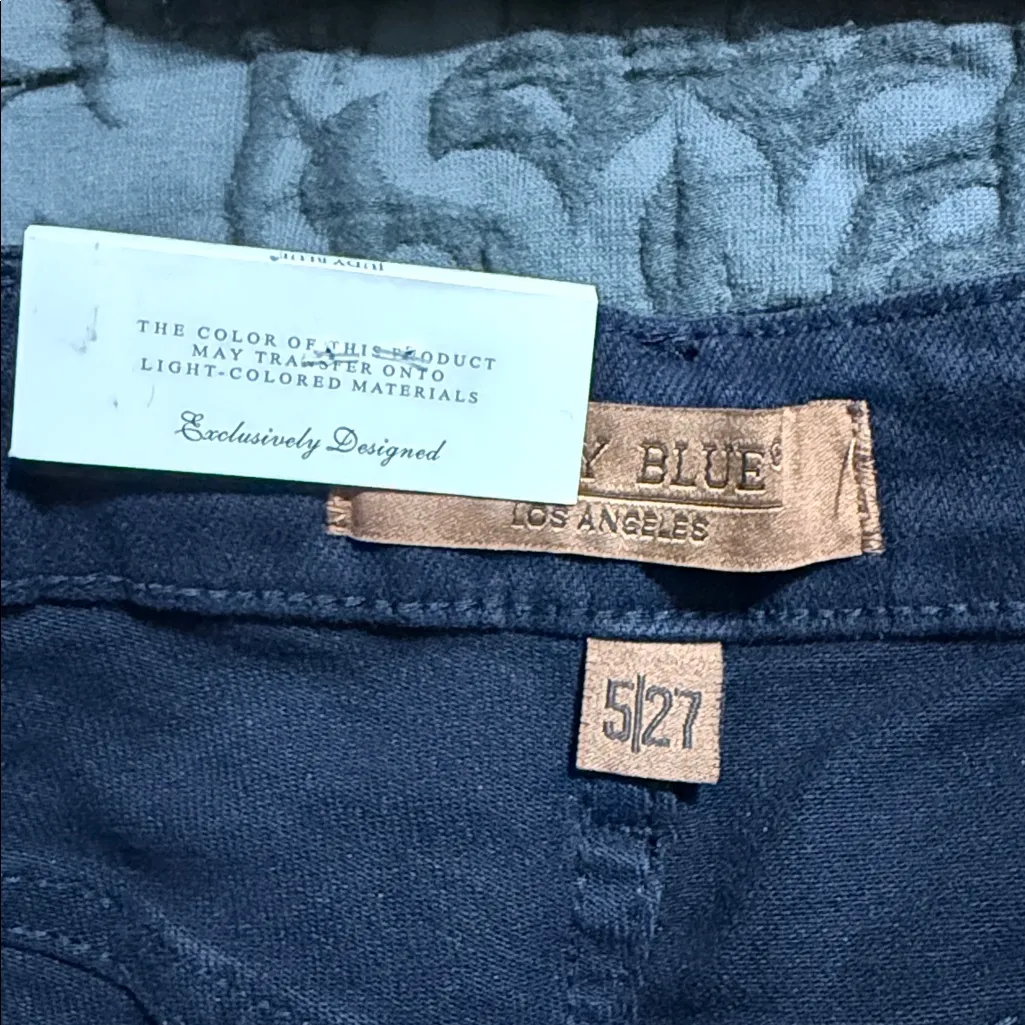 THE COLOR OF THIS PRODUCT
MAY TRANSFER ONTO
LIGHT-COLORED MATERIALS
Exclusively Designed
Y BLUE®
LOS ANGELES
5|27